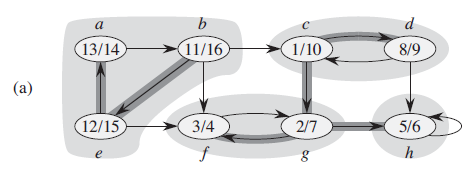 a b c d
13/14 11/16 1/10 8/9
(a)
12/15 3/4 2/7 5/6
e f g h